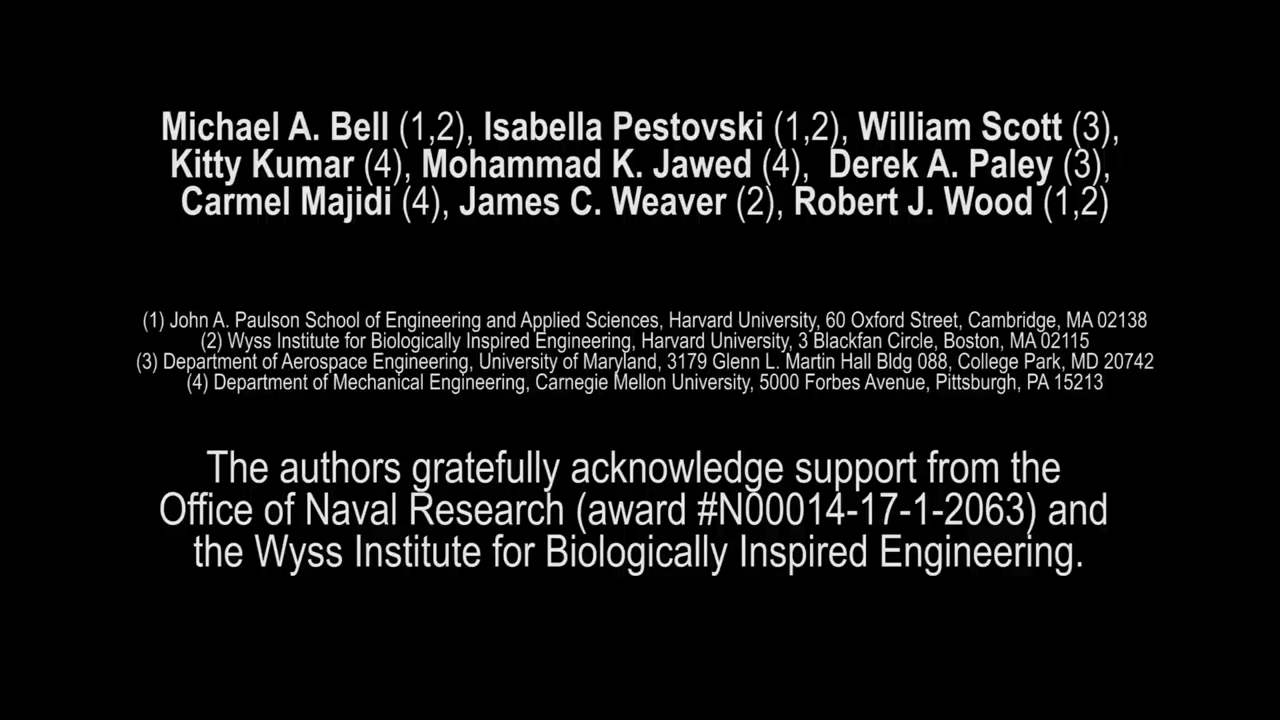 Michael A. Bell (1,2), Isabella Pestovski (1,2), William Scott (3),
Kitty Kumar (4), Mohammad K. Jawed (4), Derek A. Paley (3),
Carmel Majidi (4), James C. Weaver (2), Robert J. Wood (1,2)
(1) John A. Paulson School of Engineering and Applied Sciences, Harvard University, 60 Oxford Street, Cambridge, MA 02138
(2) Wyss Institute for Biologically Inspired Engineering, Harvard University, 3 Blackfan Circle, Boston, MA 02115
(3) Department of Aerospace Engineering, University of Maryland, 3179 Glenn L. Martin Hall Bldg 088, College Park, MD 20742
(4) Department of Mechanical Engineering, Carnegie Mellon University, 5000 Forbes Avenue, Pittsburgh, PA 15213
The authors gratefully acknowledge support from the
Office of Naval Research (award #N00014-17-1-2063) and
the Wyss Institute for Biologically Inspired Engineering.